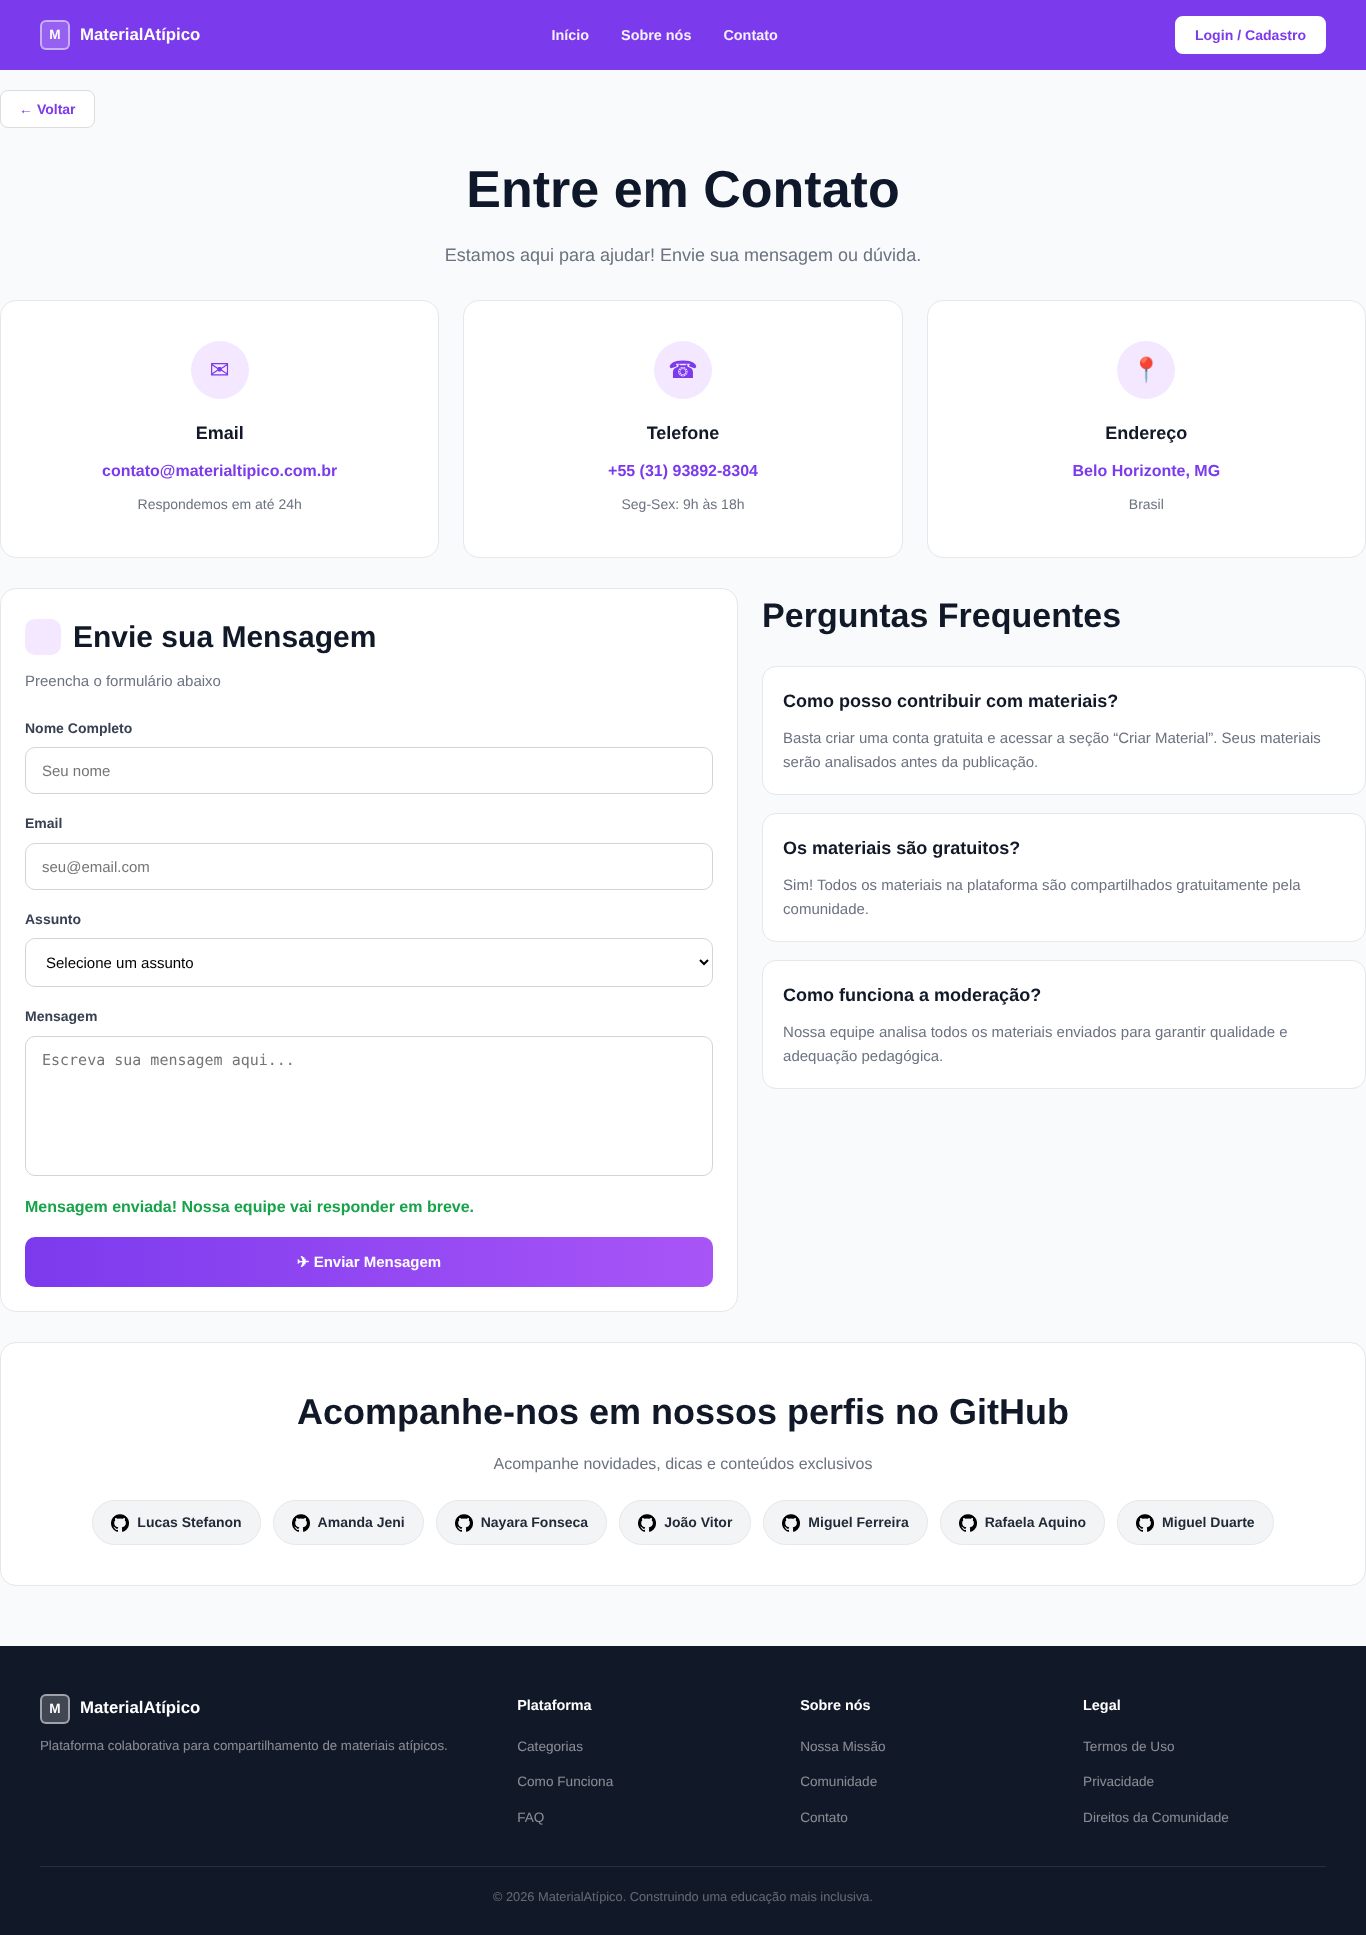 M MaterialAtípico
Início Sobre nós Contato
Login / Cadastro
← Voltar
Entre em Contato
Estamos aqui para ajudar! Envie sua mensagem ou dúvida.
Email
contato@materialtipico.com.br
Respondemos em até 24h
Telefone
+55 (31) 93892-8304
Seg-Sex: 9h às 18h
Endereço
Belo Horizonte, MG
Brasil
Envie sua Mensagem
Preencha o formulário abaixo
Nome Completo
Seu nome
Email
seu@email.com
Assunto
Selecione um assunto
Mensagem
Escreva sua mensagem aqui...
Mensagem enviada! Nossa equipe vai responder em breve.
✈ Enviar Mensagem
Perguntas Frequentes
Como posso contribuir com materiais?
Basta criar uma conta gratuita e acessar a seção “Criar Material”. Seus materiais
serão analisados antes da publicação.
Os materiais são gratuitos?
Sim! Todos os materiais na plataforma são compartilhados gratuitamente pela
comunidade.
Como funciona a moderação?
Nossa equipe analisa todos os materiais enviados para garantir qualidade e
adequação pedagógica.
Acompanhe-nos em nossos perfis no GitHub
Acompanhe novidades, dicas e conteúdos exclusivos
Lucas Stefanon
Amanda Jeni
Nayara Fonseca
João Vitor
Miguel Ferreira
Rafaela Aquino
Miguel Duarte
M MaterialAtípico
Plataforma colaborativa para compartilhamento de materiais atípicos.
Plataforma
Categorias
Como Funciona
FAQ
Sobre nós
Nossa Missão
Comunidade
Contato
Legal
Termos de Uso
Privacidade
Direitos da Comunidade
© 2026 MaterialAtípico. Construindo uma educação mais inclusiva.